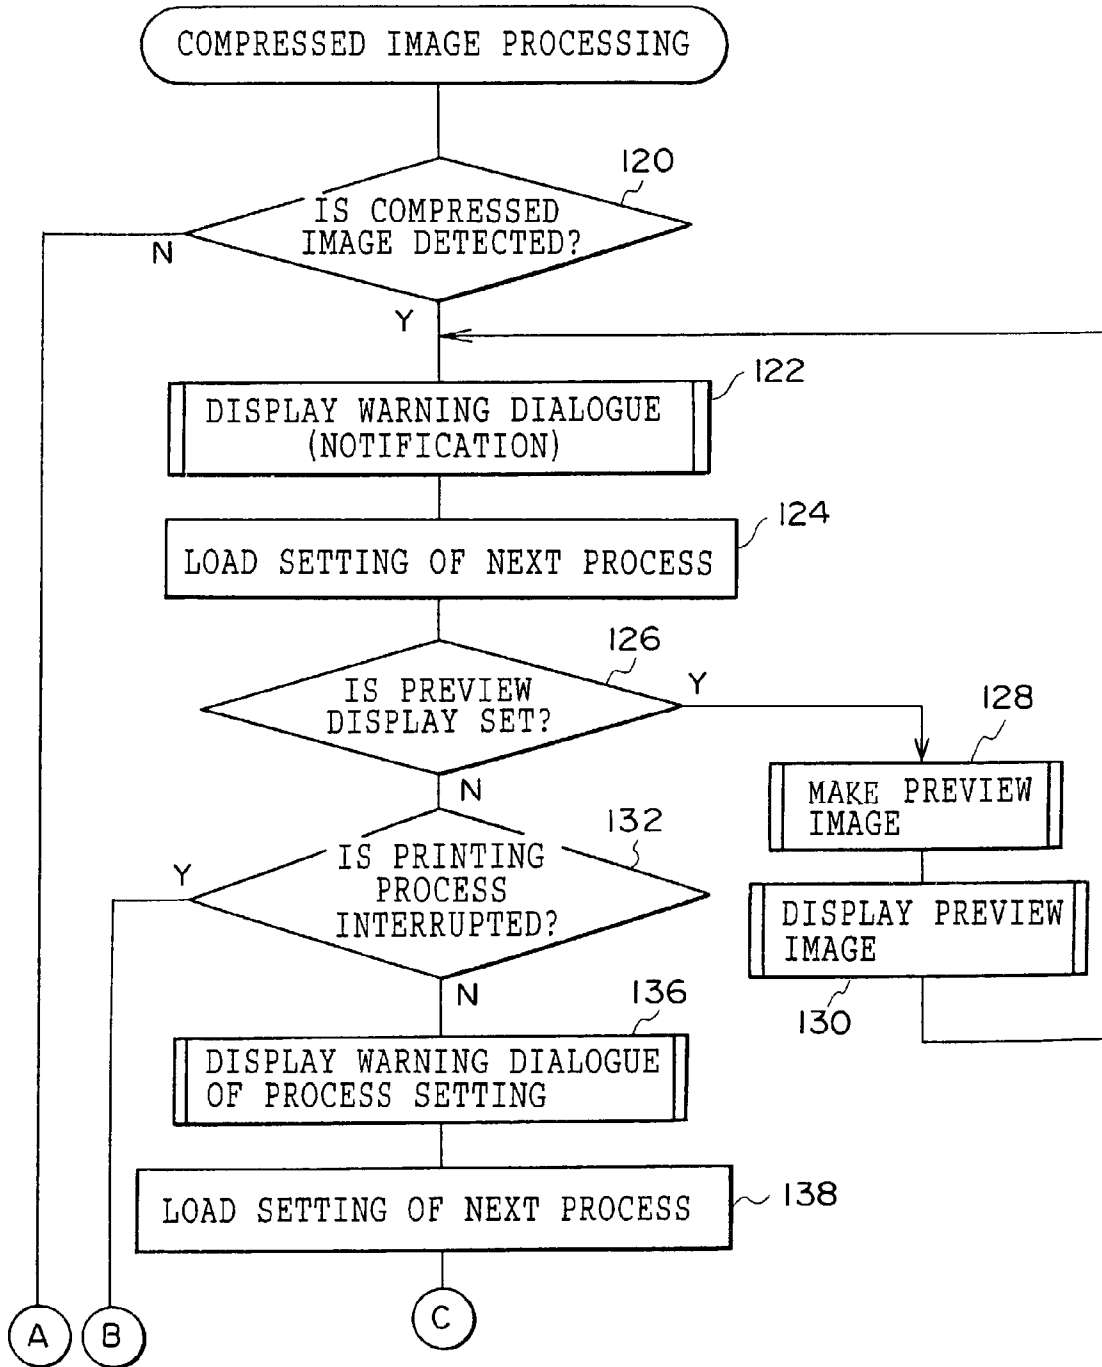 COMPRESSED IMAGE PROCESSING
120
IS COMPRESSED
IMAGE DETECTED?
N
Y
122
DISPLAY WARNING DIALOGUE
(NOTIFICATION)
124
LOAD SETTING OF NEXT PROCESS
126
IS PREVIEW
DISPLAY SET?
Y
N
128
MAKE PREVIEW
IMAGE
132
IS PRINTING
PROCESS
INTERRUPTED?
Y
N
DISPLAY PREVIEW
IMAGE
130
136
DISPLAY WARNING DIALOGUE
OF PROCESS SETTING
138
LOAD SETTING OF NEXT PROCESS
A
B
C